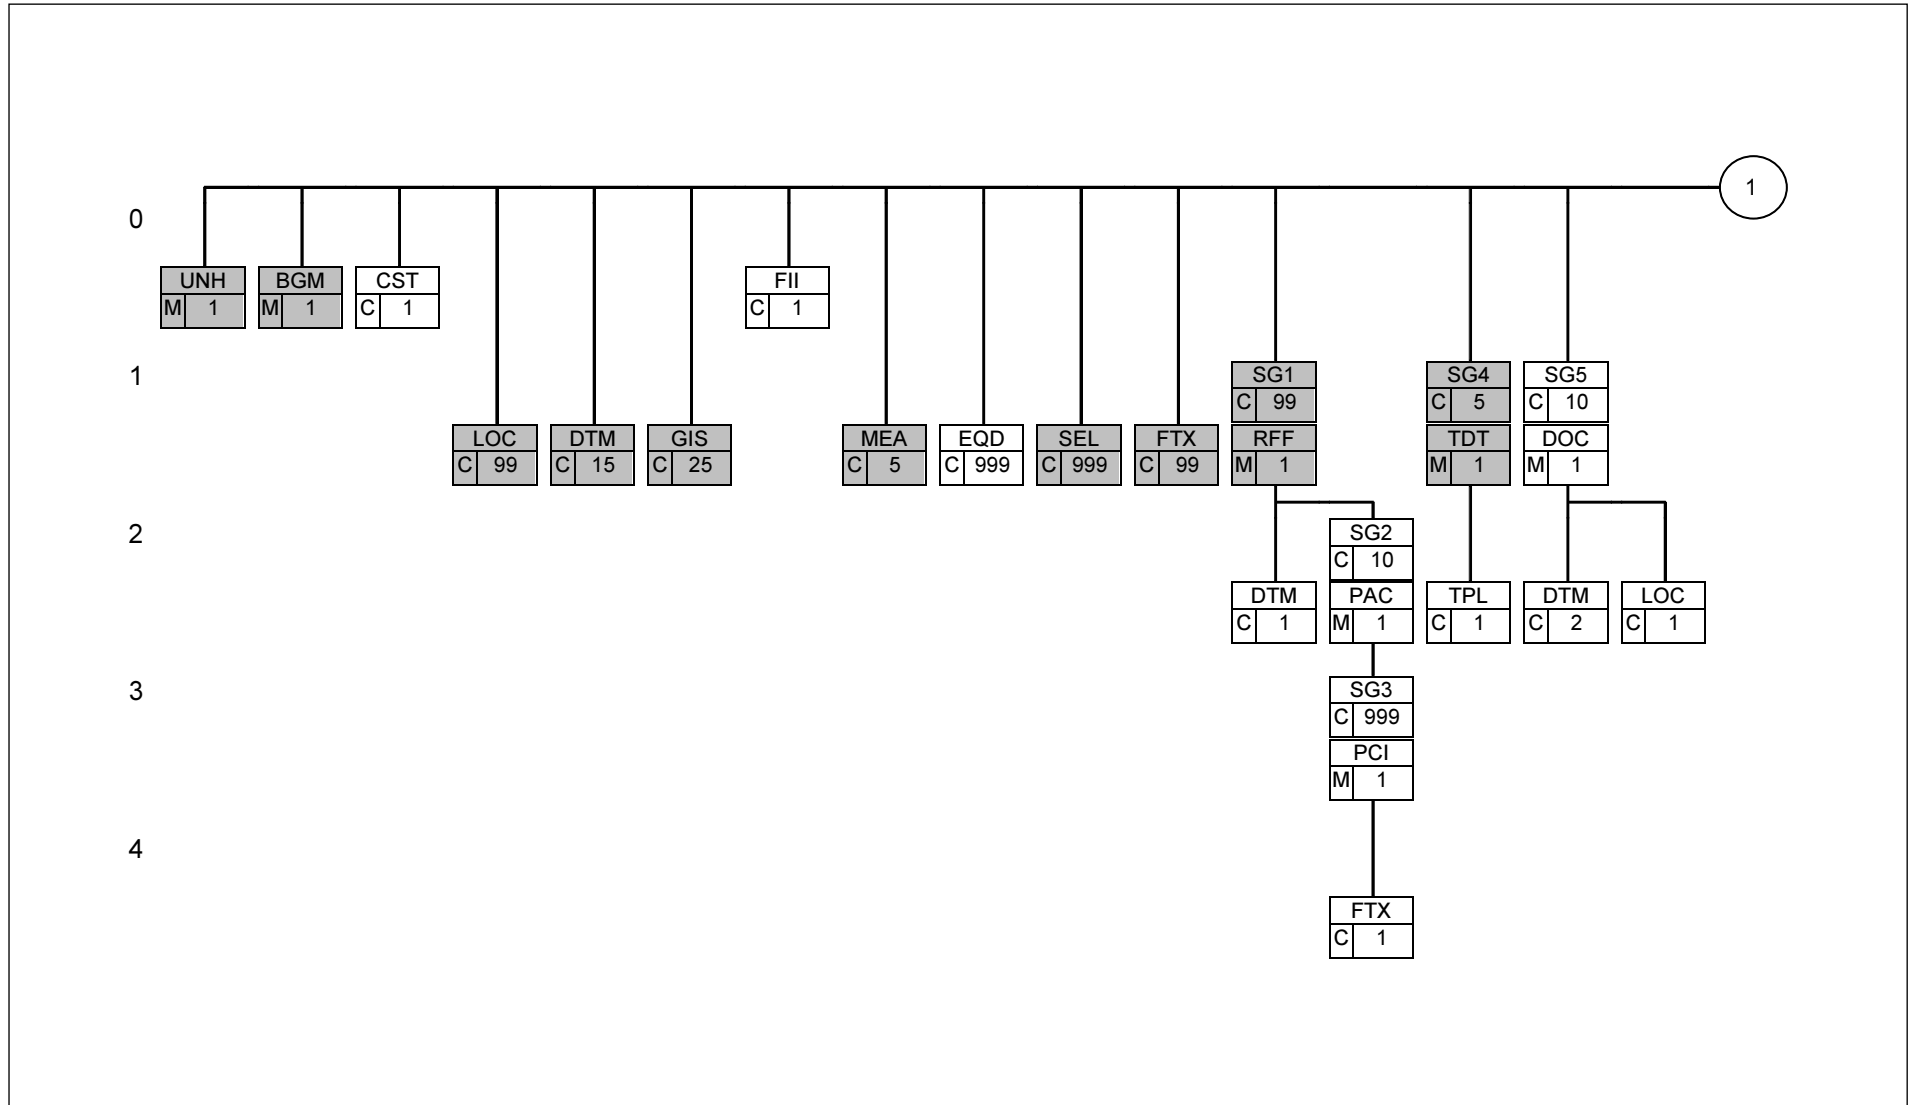 1
0
UNH BGM CST FII
M 1 M 1 C 1 C 1
1
SG1 SG4 SG5
C 99 C 5 C 10
LOC DTM GIS MEA EQD SEL FTX RFF TDT DOC
C 99 C 15 C 25 C 5 C 999 C 999 C 99 M 1 M 1 M 1
2
SG2
C 10
DTM PAC TPL DTM LOC
C 1 M 1 C 1 C 2 C 1
3
SG3
C 999
PCI
M 1
4
FTX
C 1